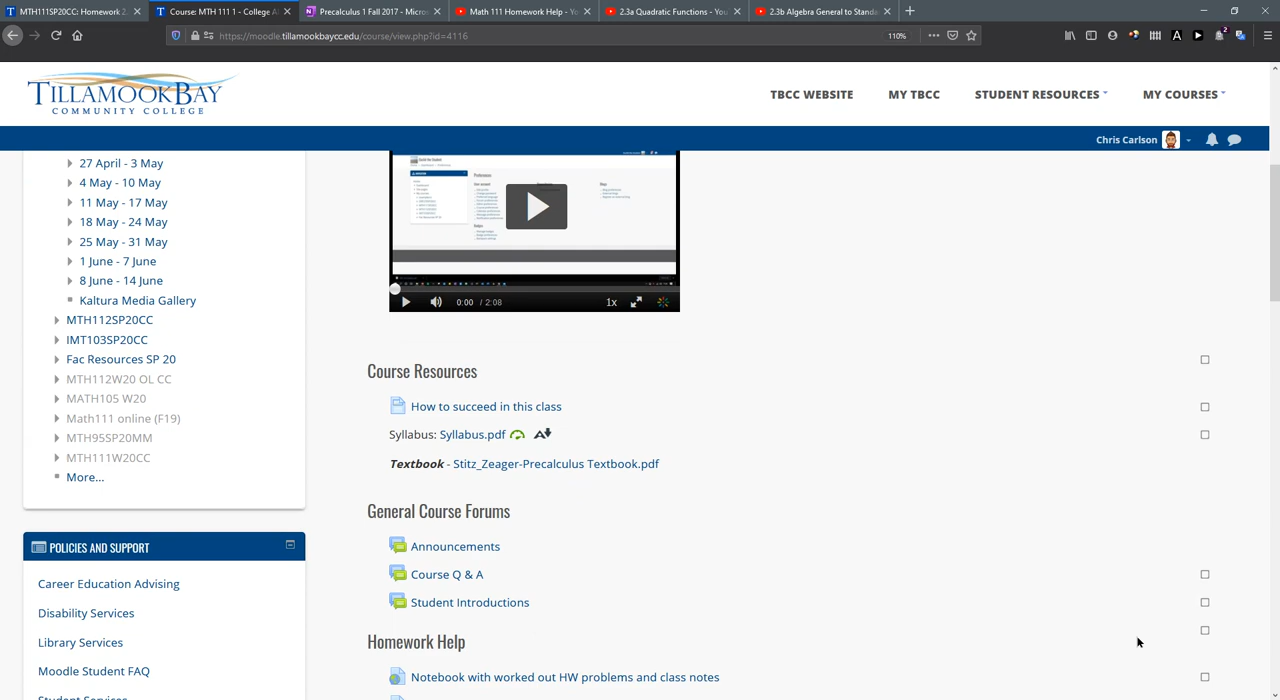 MTH111SP20CC: Homework 2.
Course: MTH 111 1 - College Al
Precalculus 1 Fall 2017 - Micros
Math 111 Homework Help - Yo
2.3a Quadratic Functions - You
2.3b Algebra General to Standa
https://moodle.tillamookbaycc.edu/course/view.php?id=4116
110%
TILLAMOOK BAY
COMMUNITY COLLEGE
TBCC WEBSITE
MY TBCC
STUDENT RESOURCES
MY COURSES
Chris Carlson
27 April - 3 May
4 May - 10 May
11 May - 17 May
18 May - 24 May
25 May - 31 May
1 June - 7 June
8 June - 14 June
Kaltura Media Gallery
MTH112SP20CC
IMT103SP20CC
Fac Resources SP 20
MTH112W20 OL CC
MATH105 W20
Math111 online (F19)
MTH95SP20MM
MTH111W20CC
More...
POLICIES AND SUPPORT
Career Education Advising
Disability Services
Library Services
Moodle Student FAQ
Student Services
0:00 / 2:08
1x
Course Resources
How to succeed in this class
Syllabus: Syllabus.pdf
Textbook - Stitz_Zeager-Precalculus Textbook.pdf
General Course Forums
Announcements
Course Q & A
Student Introductions
Homework Help
Notebook with worked out HW problems and class notes